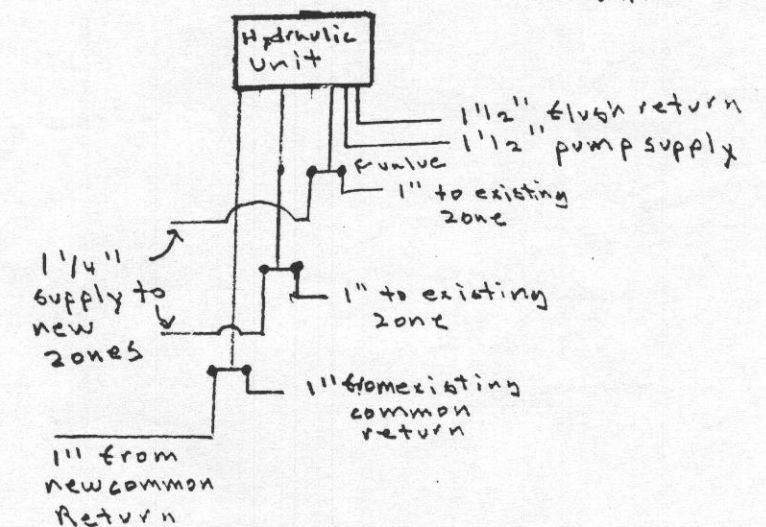 Hydraulic
Unit
1 1/2" flush return
1 1/2" pump supply
valve
1" to existing
zone
1 1/4"
supply to
new
zones
1" to existing
zone
1" from existing
common
return
1" from
new common
Return